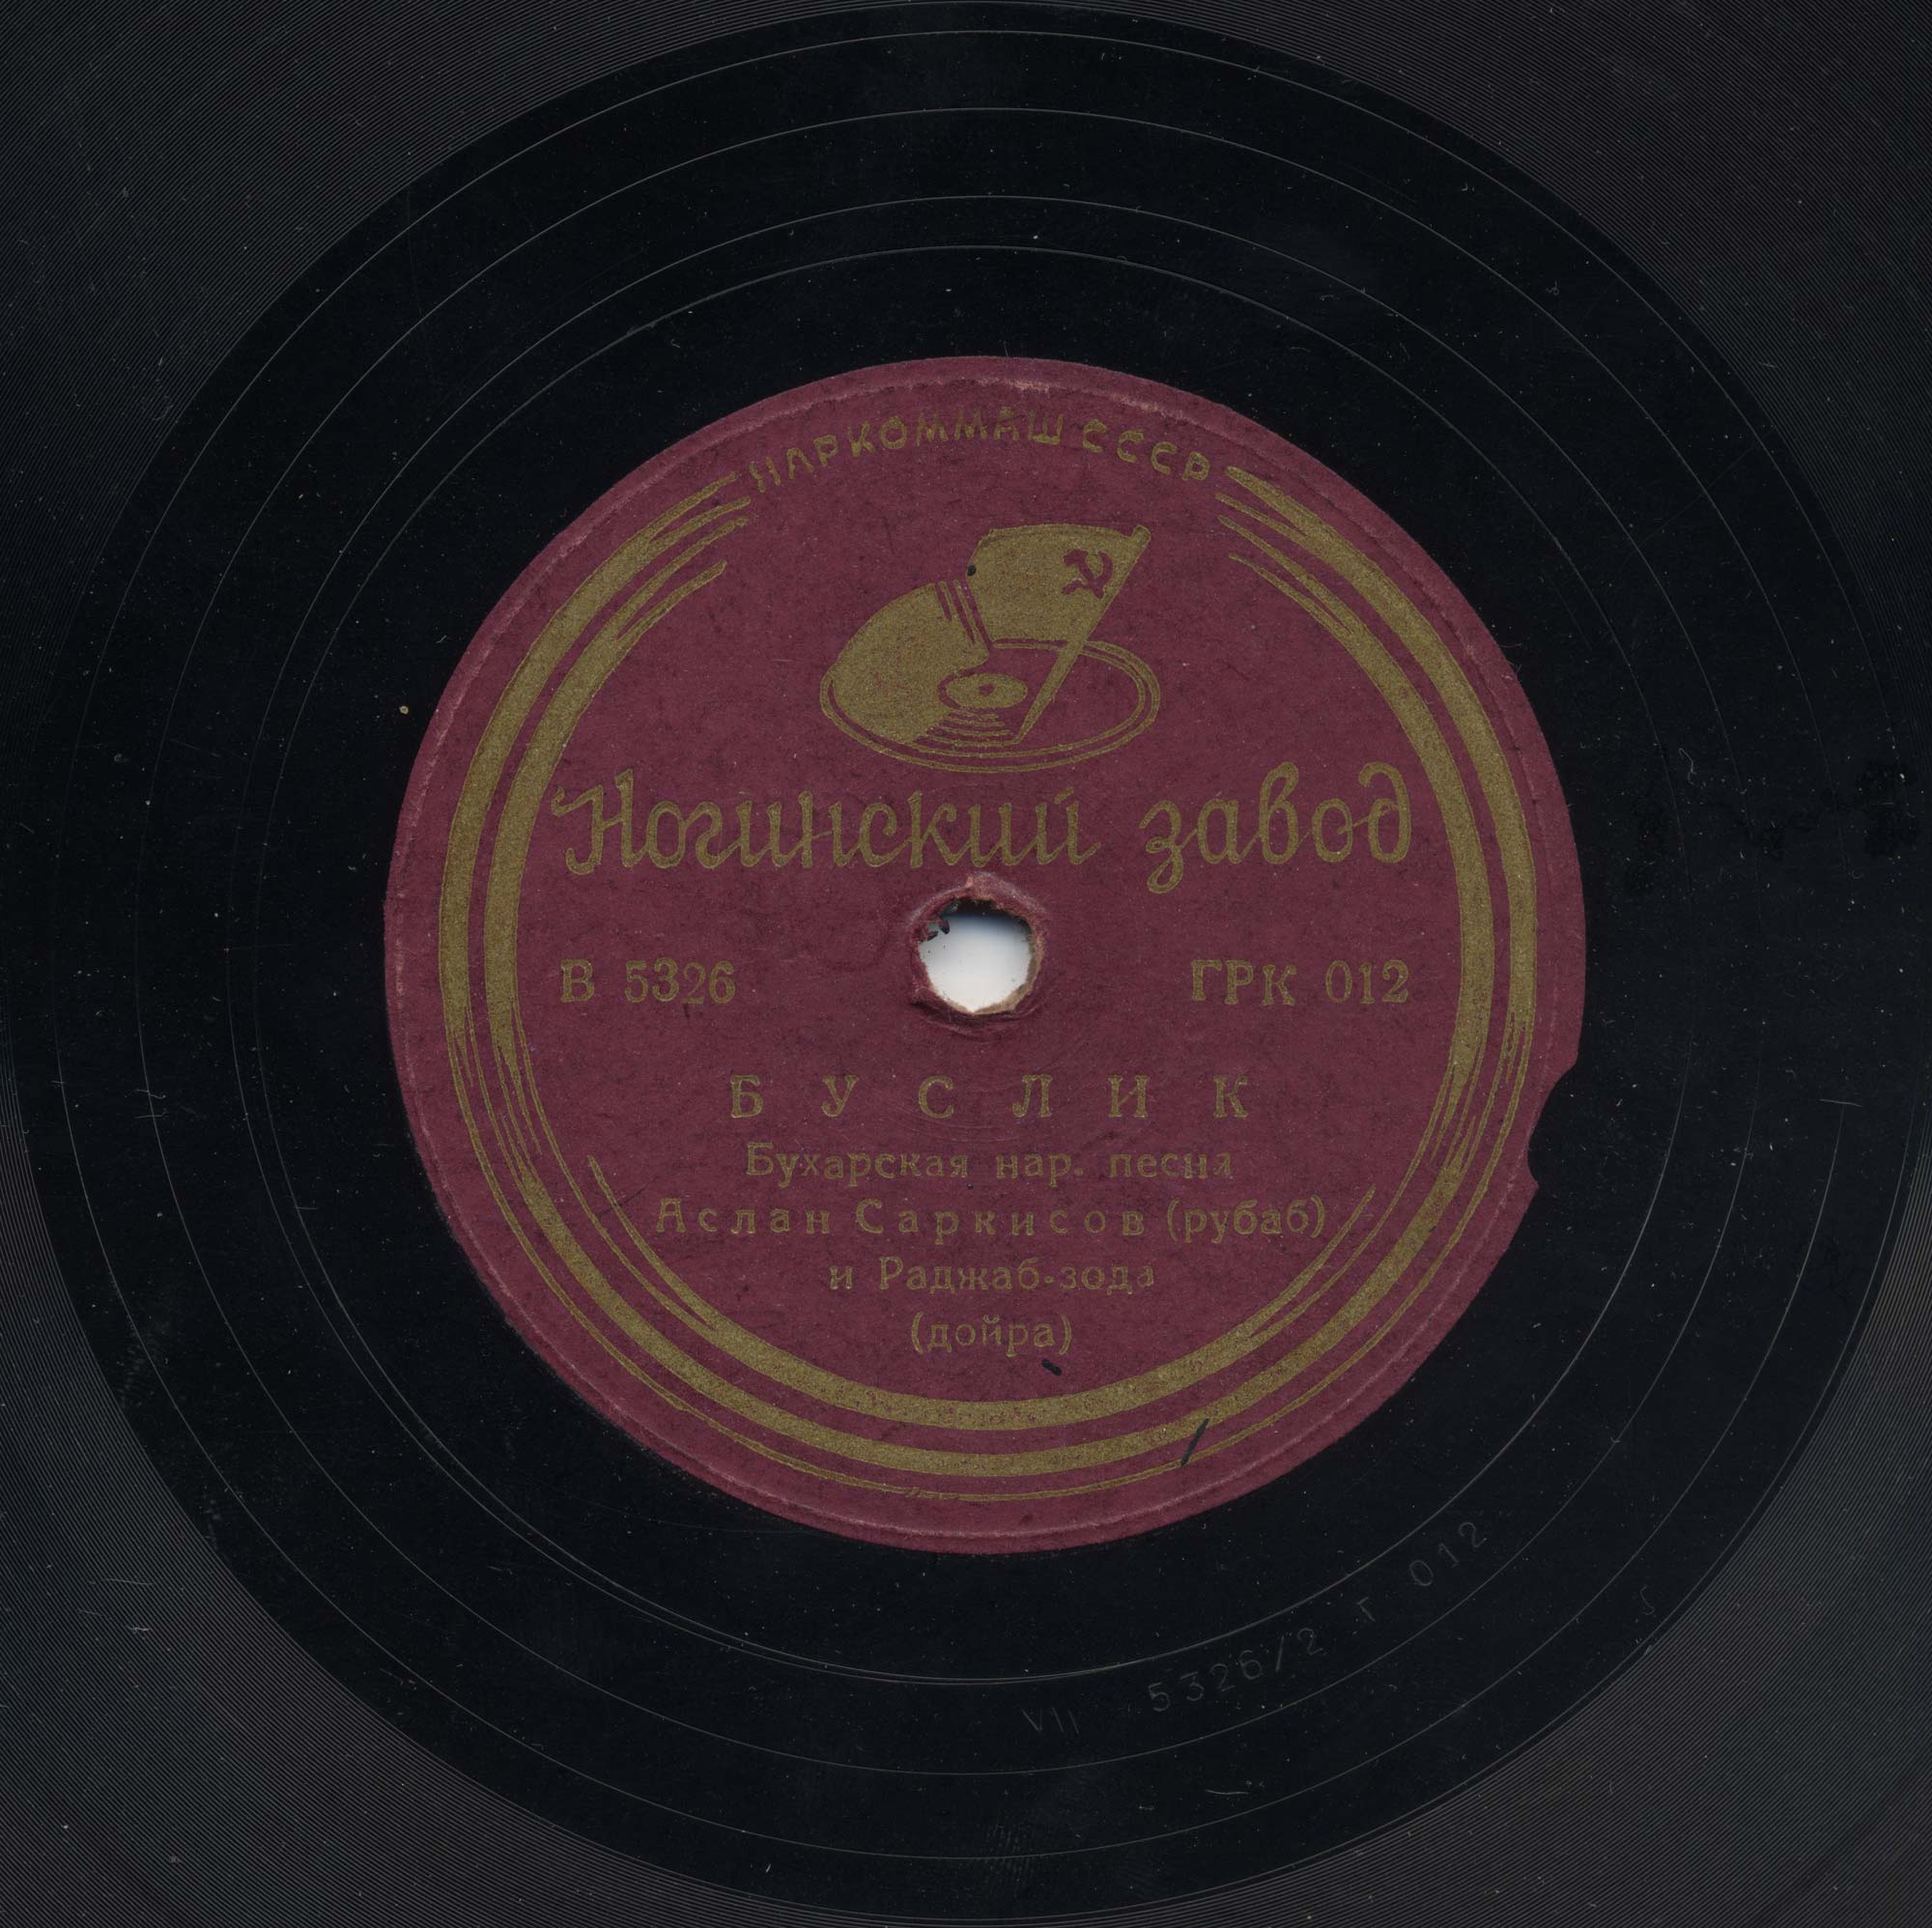 НАРКОММАШ СССР
Ногинский завод
В 5326 ГРК 012
БУСЛИК
Бухарская нар. песня
Аслан Саркисов (рубаб)
и Раджаб-зода
(дойра)
VII 5326/2 Г 012